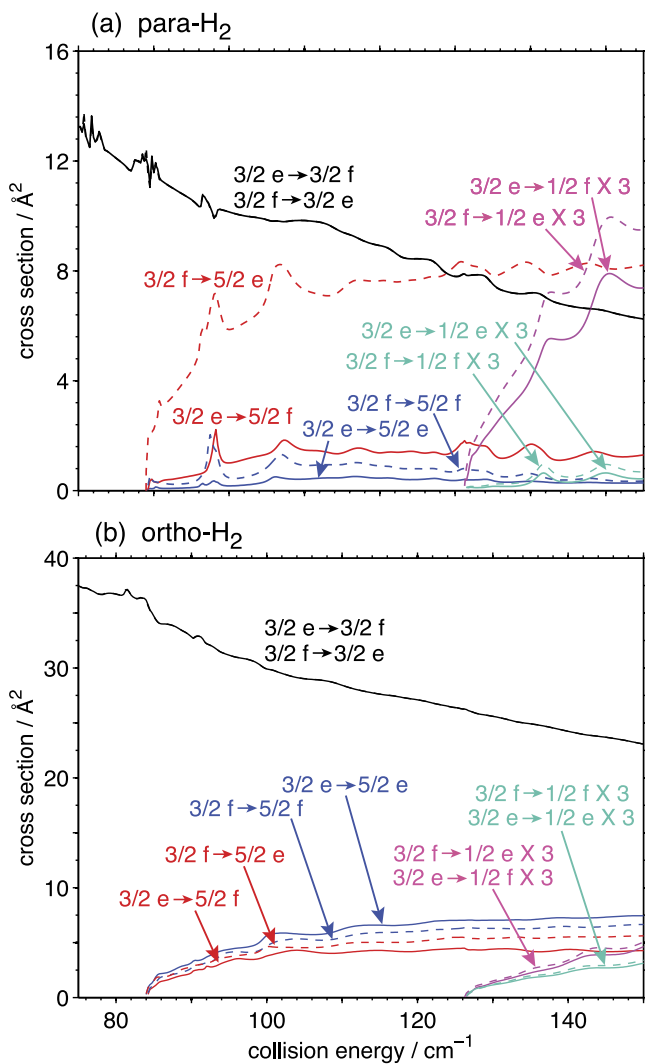 (a) para-H₂
16
12
8
4
0
cross section / Å²
3/2 e→3/2 f
3/2 f→3/2 e
3/2 e→1/2 f X 3
3/2 f→1/2 e X 3
3/2 f→5/2 e
3/2 e→1/2 e X 3
3/2 f→1/2 f X 3
3/2 e→5/2 f
3/2 f→5/2 f
3/2 e→5/2 e
(b) ortho-H₂
40
30
20
10
0
cross section / Å²
3/2 e→3/2 f
3/2 f→3/2 e
3/2 e→5/2 e
3/2 f→5/2 f
3/2 f→5/2 e
3/2 e→5/2 f
3/2 f→1/2 f X 3
3/2 e→1/2 e X 3
3/2 f→1/2 e X 3
3/2 e→1/2 f X 3
80 100 120 140
collision energy / cm⁻¹